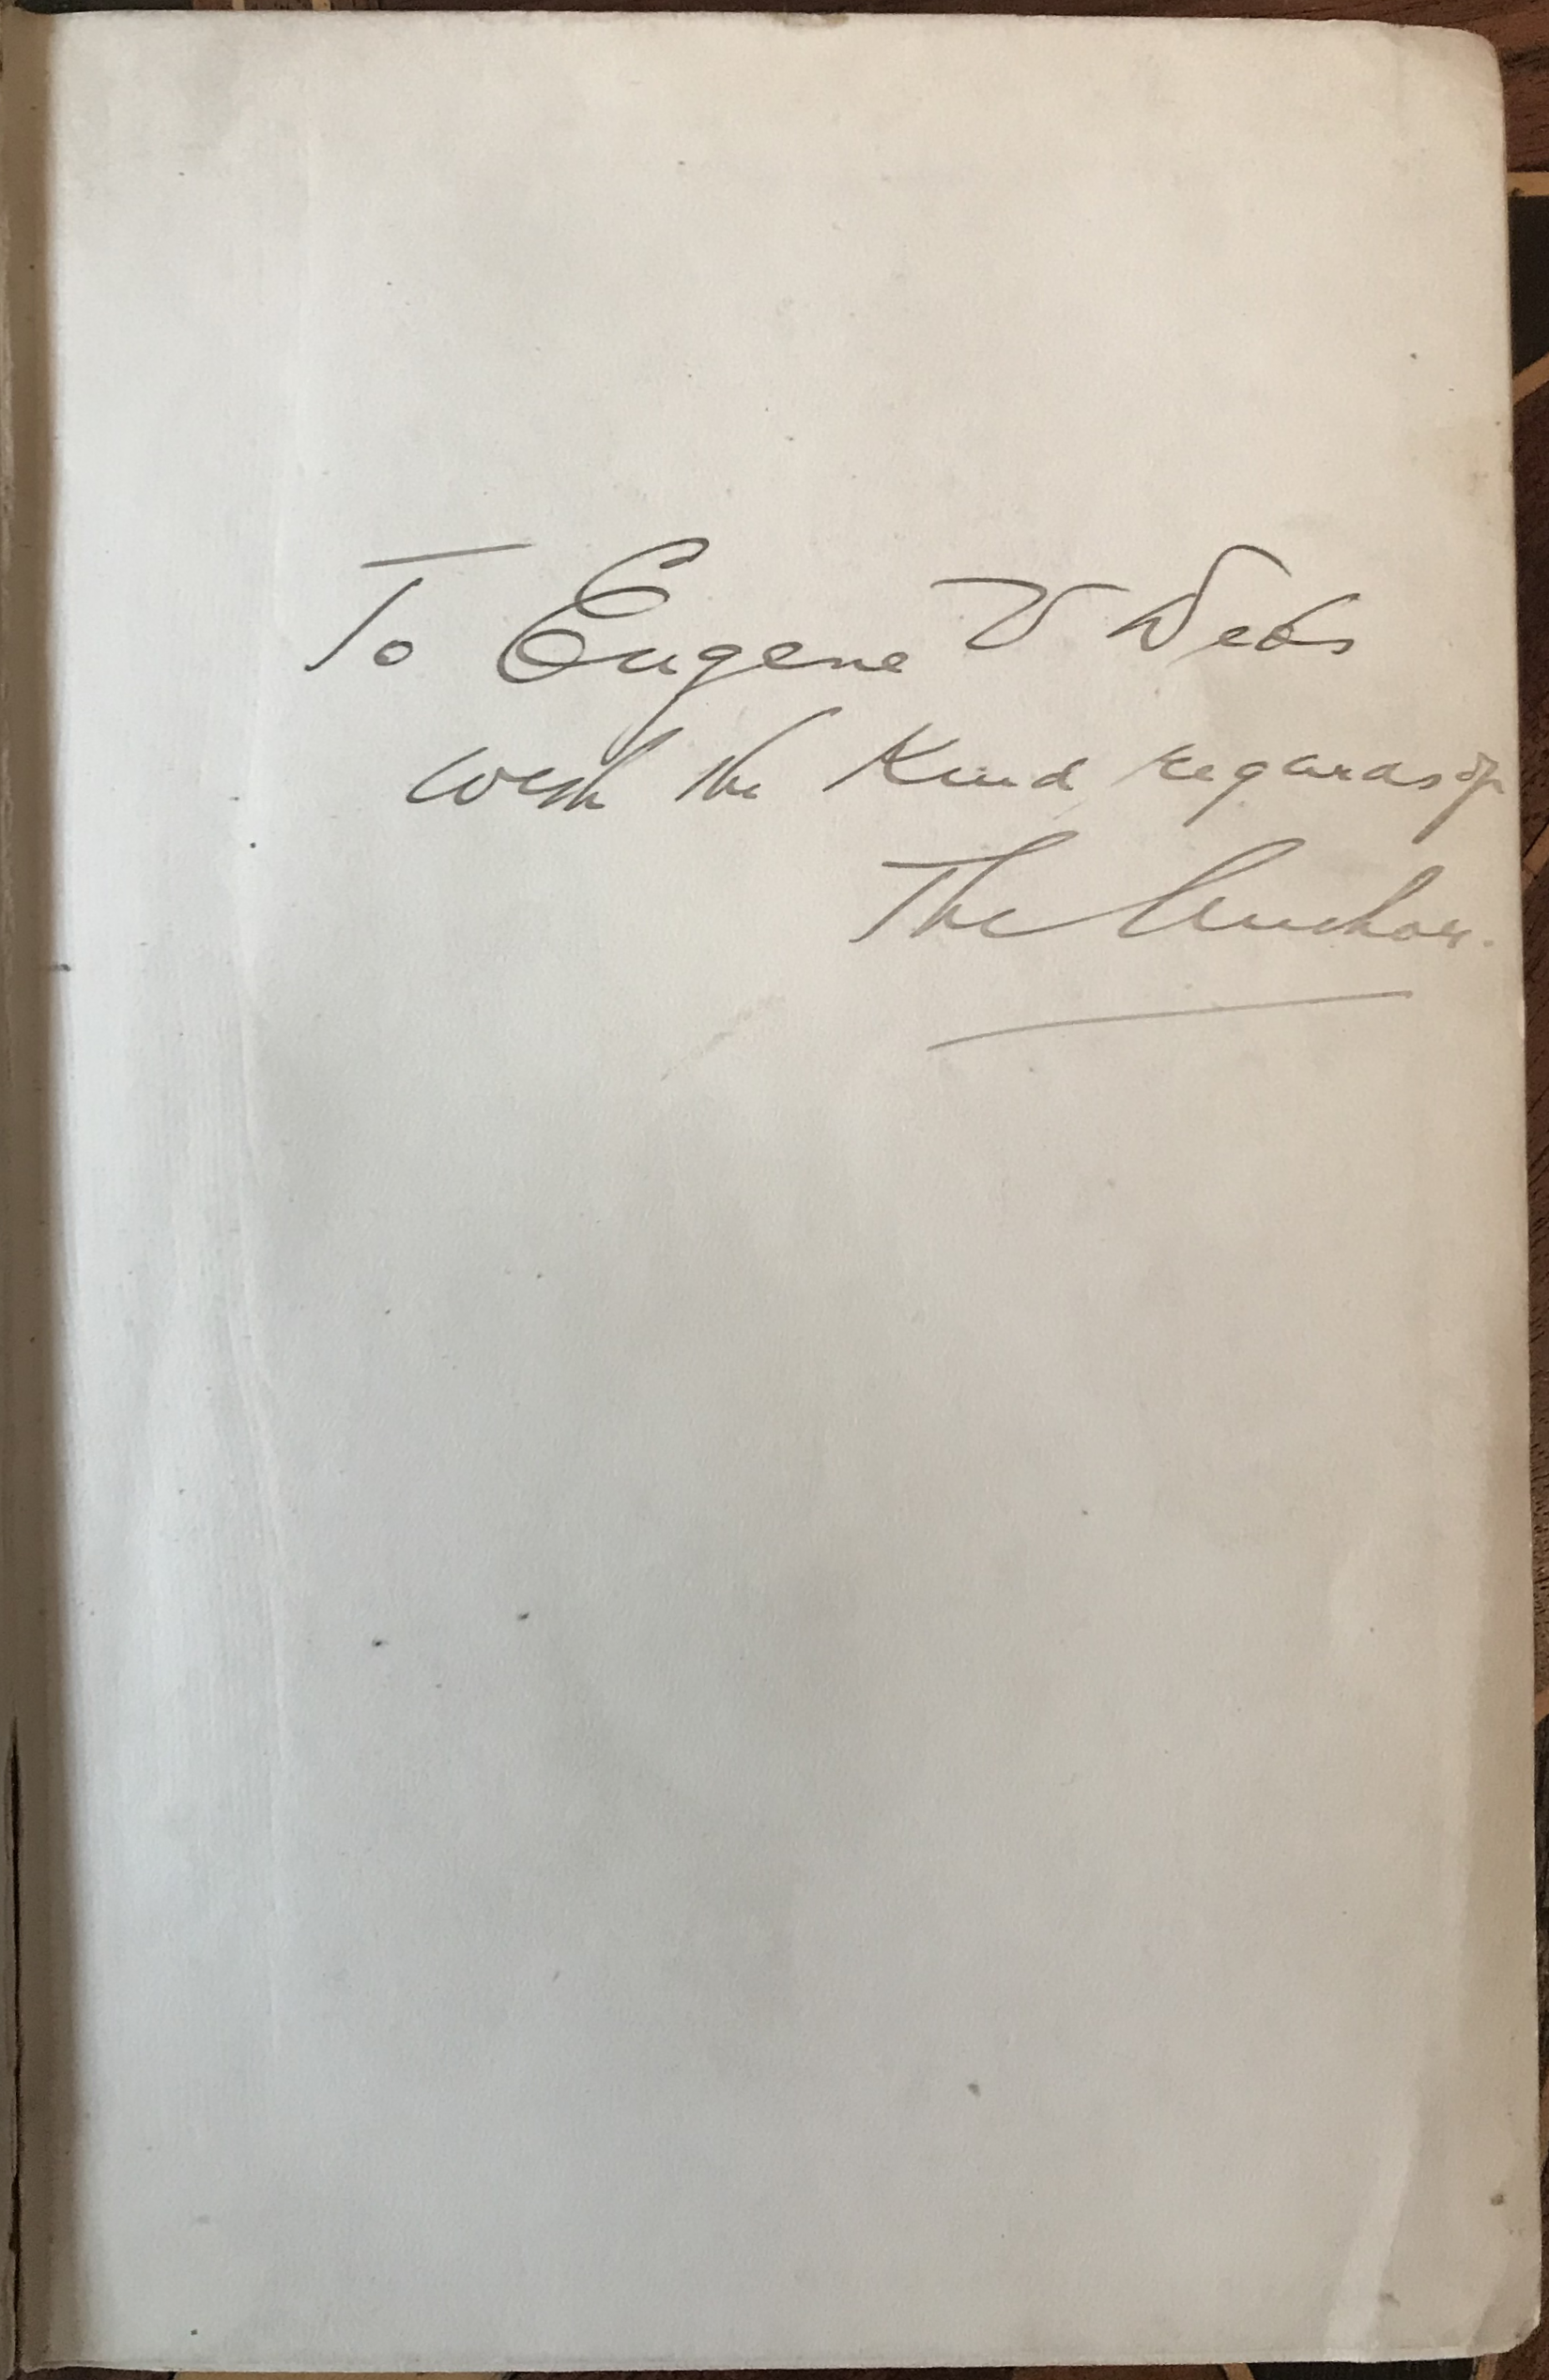 To Eugene V Debs
with the kind regards of
The Author.